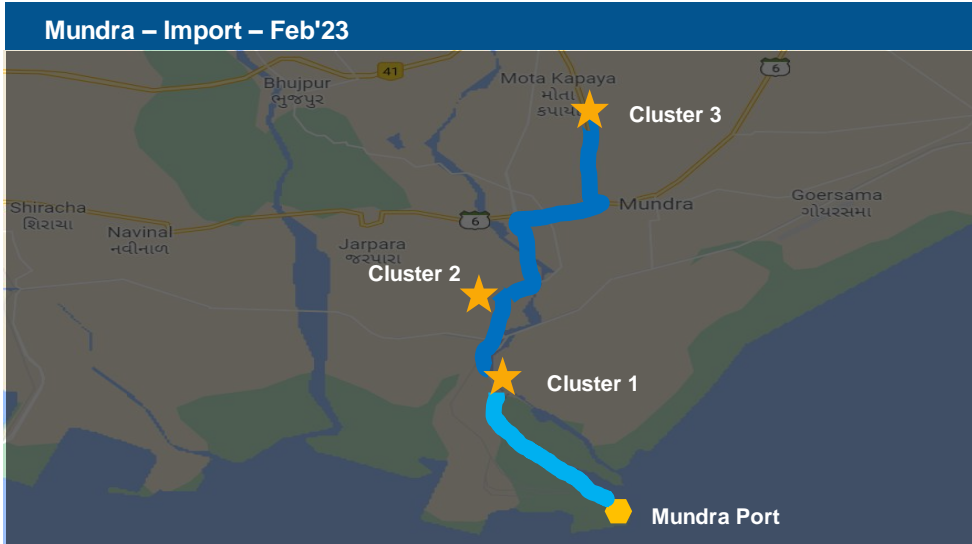 Mundra – Import – Feb'23
41
6
Bhujpur
ભુજપુર
Mota Kapaya
મોતા
કપાયા
Cluster 3
Shiracha
શિરાચા
Navinal
નવીનાળ
6
Mundra
Goersama
ગોયરસમા
Jarpara
જરપારા
Cluster 2
Cluster 1
Mundra Port